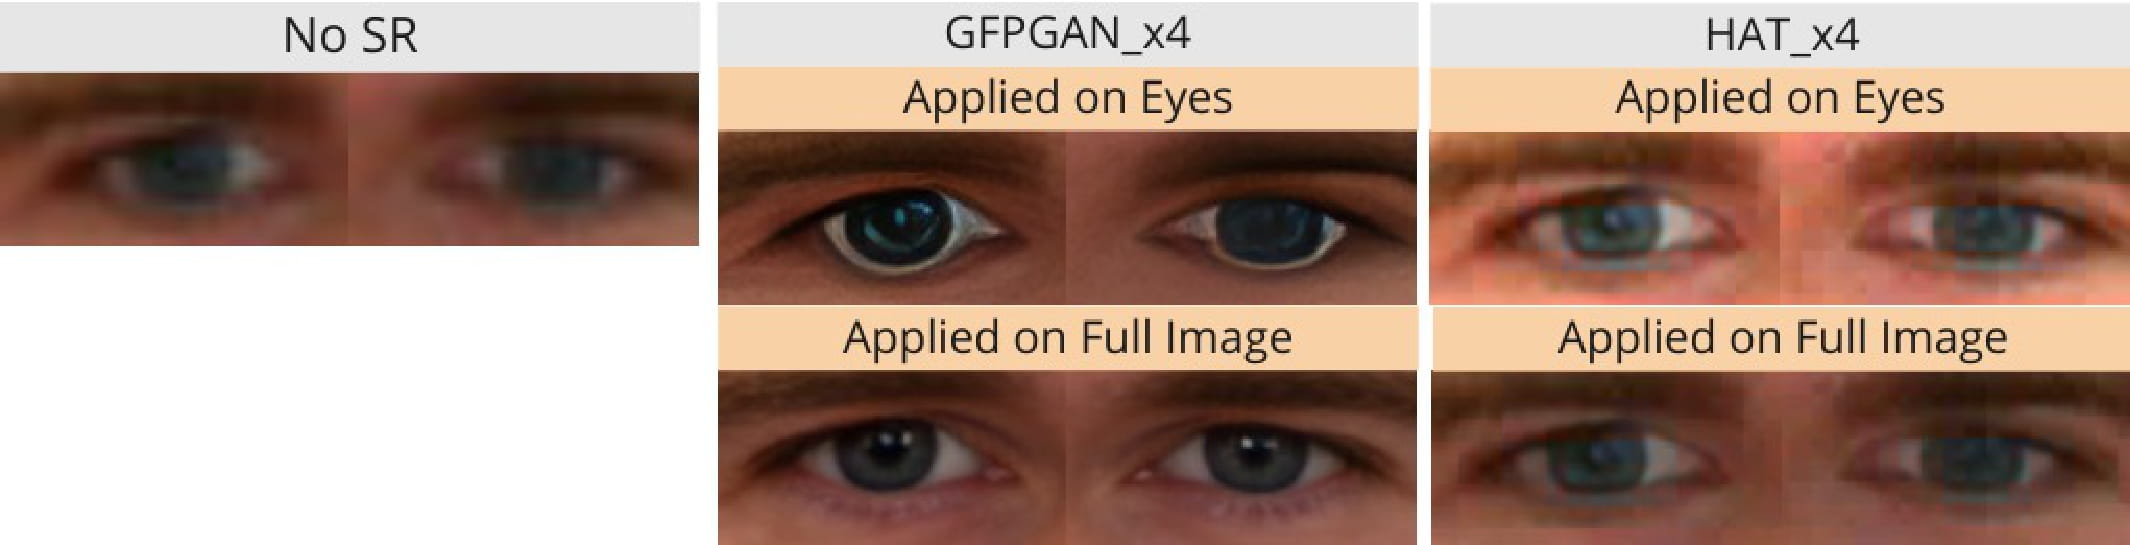 No SR
GFPGAN_x4
HAT_x4
Applied on Eyes
Applied on Eyes
Applied on Full Image
Applied on Full Image